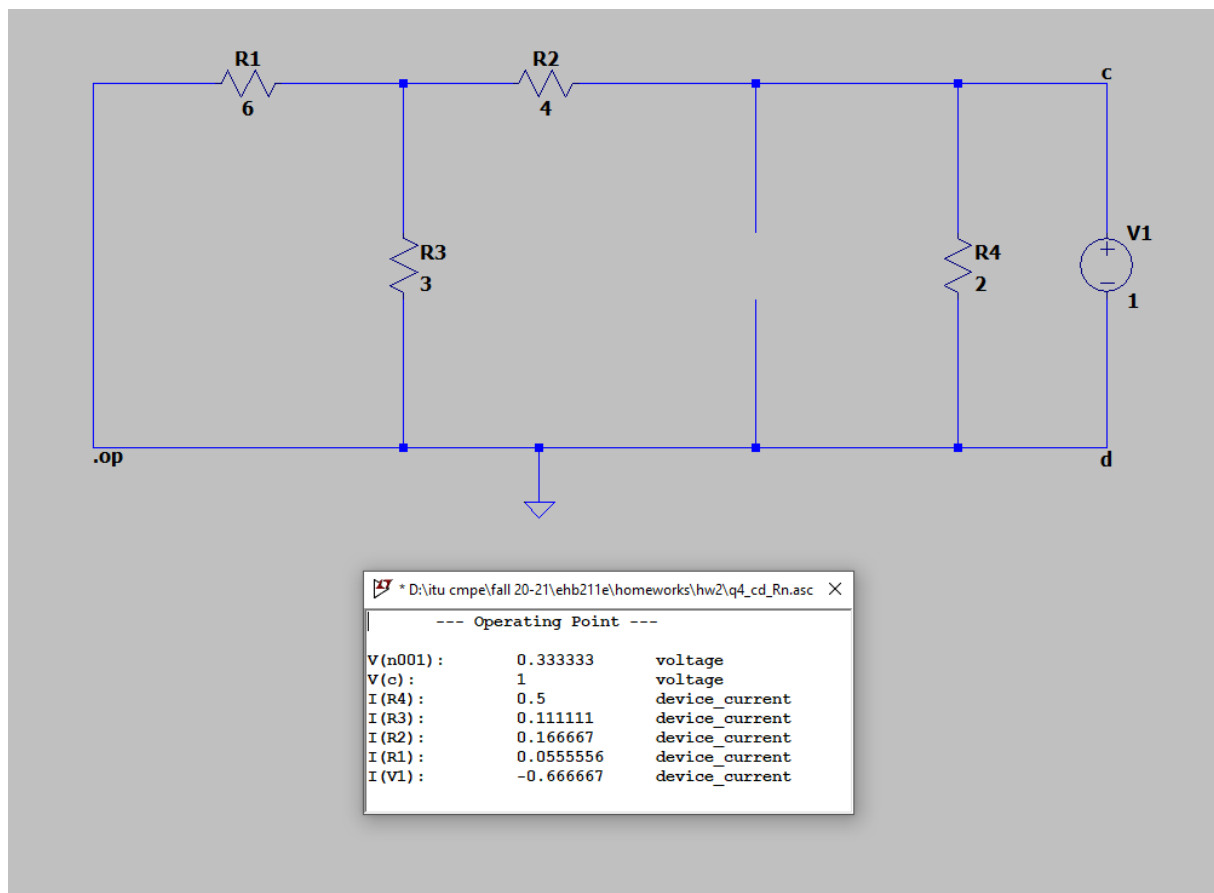 R1
6
R2
4
c
R3
3
R4
2
V1
1
.op
d
* D:\itu cmpe\fall 20-21\ehb211e\homeworks\hw2\q4_cd_Rn.asc
--- Operating Point ---
V(n001): 0.333333 voltage
V(c): 1 voltage
I(R4): 0.5 device_current
I(R3): 0.111111 device_current
I(R2): 0.166667 device_current
I(R1): 0.0555556 device_current
I(V1): -0.666667 device_current